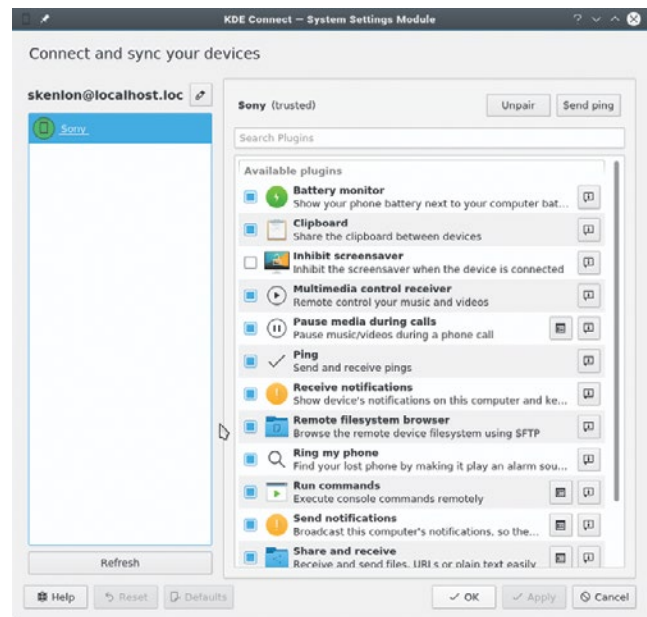 KDE Connect — System Settings Module
Connect and sync your devices
skenlon@localhost.loc
Sony
Sony (trusted)
Unpair
Send ping
Search Plugins
Available plugins
Battery monitor
Show your phone battery next to your computer bat...
Clipboard
Share the clipboard between devices
Inhibit screensaver
Inhibit the screensaver when the device is connected
Multimedia control receiver
Remote control your music and videos
Pause media during calls
Pause music/videos during a phone call
Ping
Send and receive pings
Receive notifications
Show device's notifications on this computer and ke...
Remote filesystem browser
Browse the remote device filesystem using SFTP
Ring my phone
Find your lost phone by making it play an alarm sou...
Run commands
Execute console commands remotely
Send notifications
Broadcast this computer's notifications, so the...
Share and receive
Receive and send files, URLs or plain text easily
Refresh
Help
Reset
Defaults
OK
Apply
Cancel